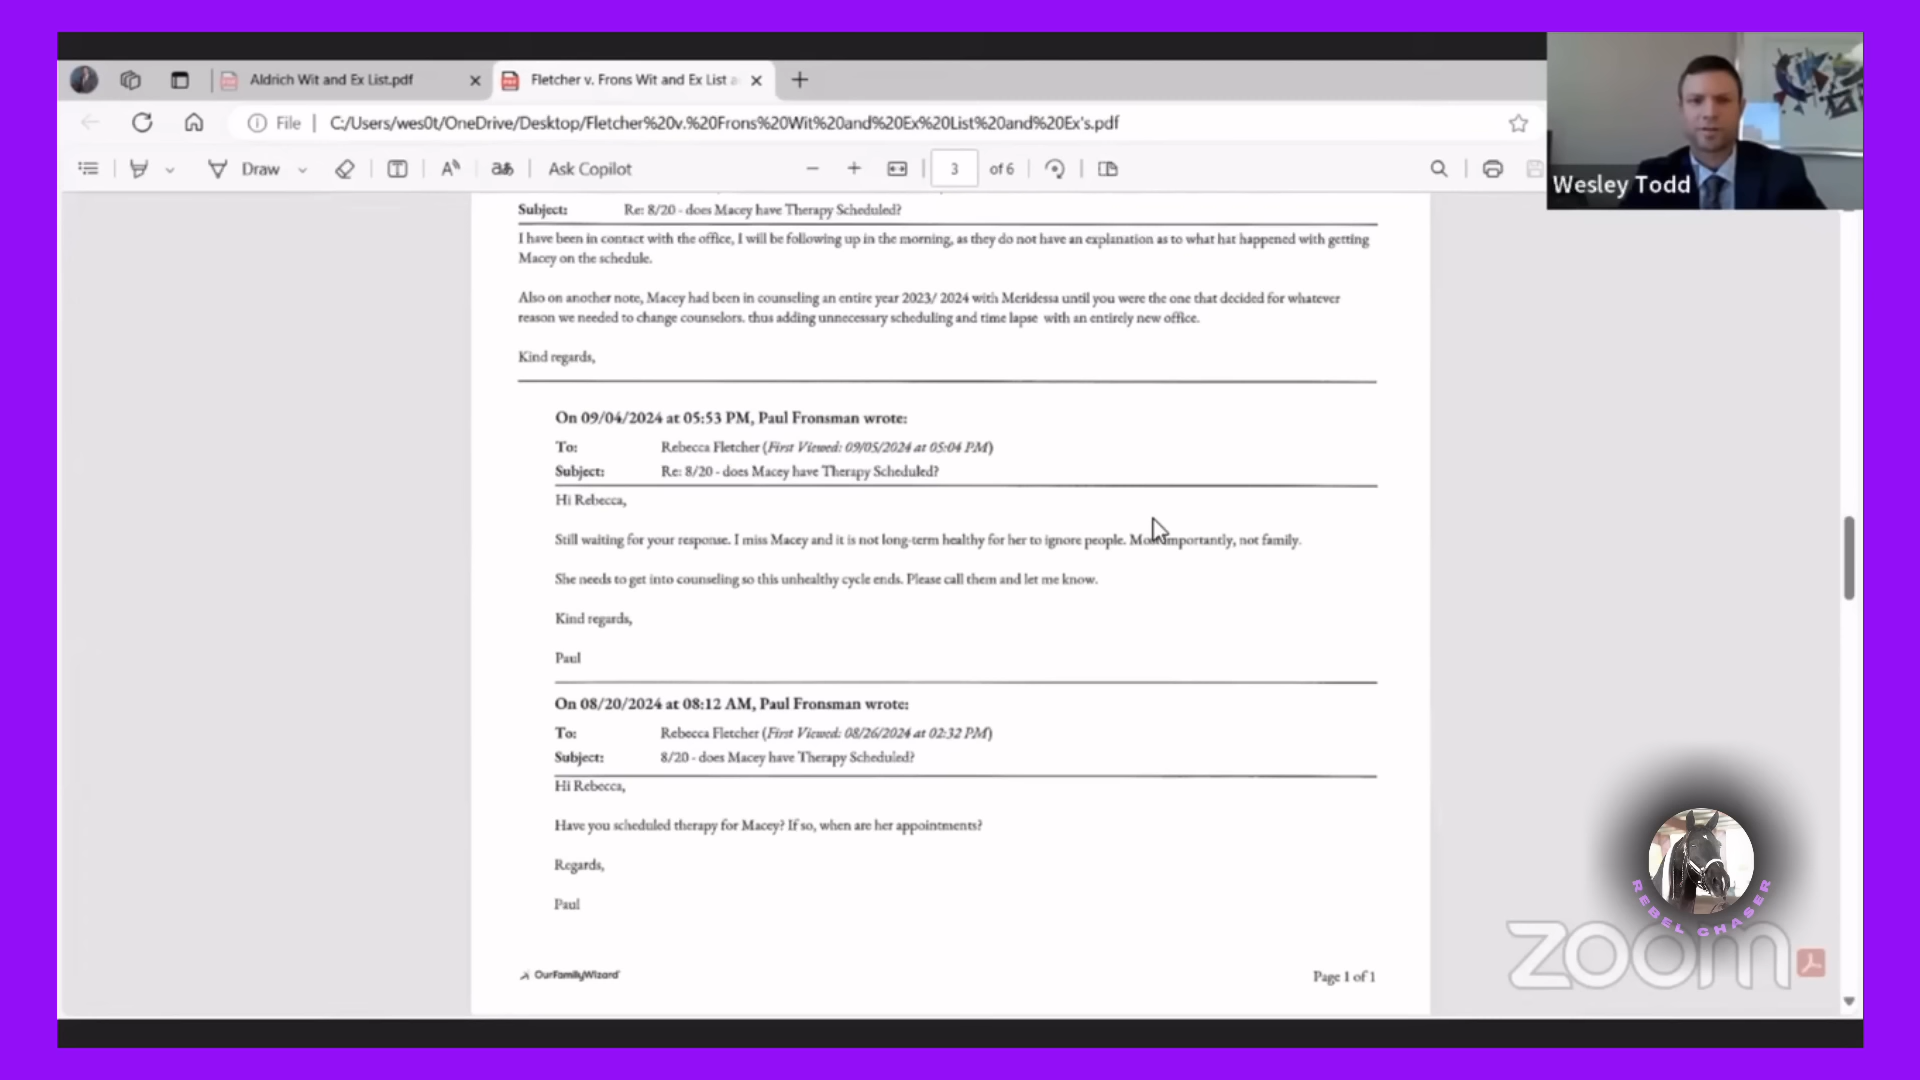 Aldrich Wit and Ex List.pdf
Fletcher v. Frons Wit and Ex List a
File
C:/Users/wes0t/OneDrive/Desktop/Fletcher%20v.%20Frons%20Wit%20and%20Ex%20List%20and%20Ex's.pdf
Draw
Ask Copilot
3 of 6
Wesley Todd
Subject: Re: 8/20 - does Macey have Therapy Scheduled?
I have been in contact with the office, I will be following up in the morning, as they do not have an explanation as to what hat happened with getting
Macey on the schedule.
Also on another note, Macey had been in counseling an entire year 2023/ 2024 with Meridessa until you were the one that decided for whatever
reason we needed to change counselors. thus adding unnecessary scheduling and time lapse with an entirely new office.
Kind regards,
On 09/04/2024 at 05:53 PM, Paul Fronsman wrote:
To: Rebecca Fletcher (First Viewed: 09/05/2024 at 05:04 PM)
Subject: Re: 8/20 - does Macey have Therapy Scheduled?
Hi Rebecca,
Still waiting for your response. I miss Macey and it is not long-term healthy for her to ignore people. Most importantly, not family.
She needs to get into counseling so this unhealthy cycle ends. Please call them and let me know.
Kind regards,
Paul
On 08/20/2024 at 08:12 AM, Paul Fronsman wrote:
To: Rebecca Fletcher (First Viewed: 08/26/2024 at 02:32 PM)
Subject: 8/20 - does Macey have Therapy Scheduled?
Hi Rebecca,
Have you scheduled therapy for Macey? If so, when are her appointments?
Regards,
Paul
OurFamilyWizard
Page 1 of 1
REBEL CHASER
zoom